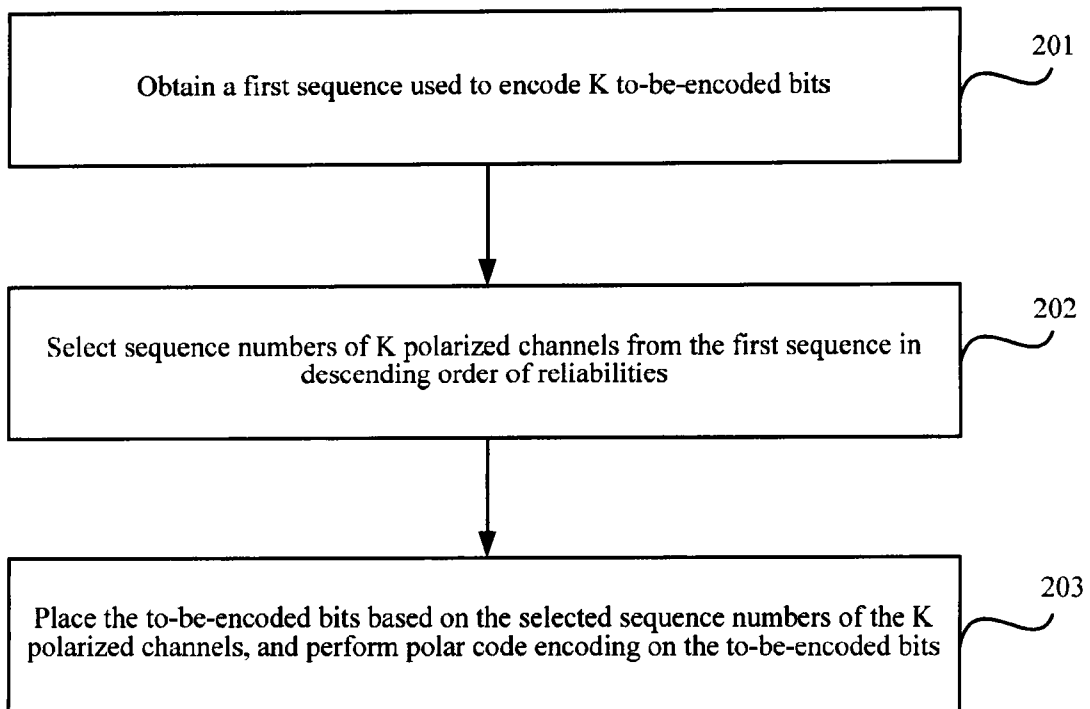 201
Obtain a first sequence used to encode K to-be-encoded bits
202
Select sequence numbers of K polarized channels from the first sequence in
descending order of reliabilities
203
Place the to-be-encoded bits based on the selected sequence numbers of the K
polarized channels, and perform polar code encoding on the to-be-encoded bits